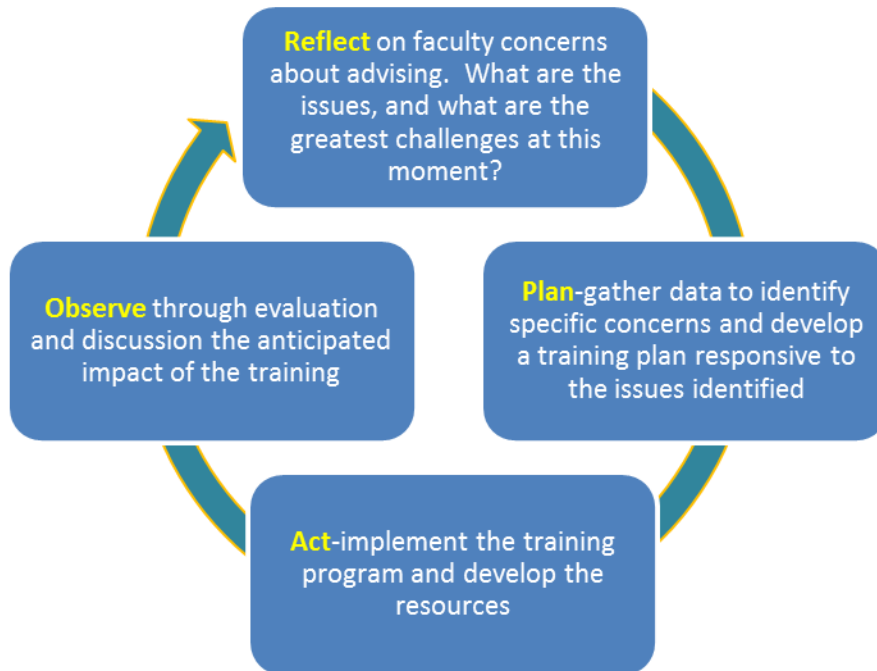 Reflect on faculty concerns
about advising.  What are the
issues, and what are the
greatest challenges at this
moment?
Plan-gather data to identify
specific concerns and develop
a training plan responsive to
the issues identified
Act-implement the training
program and develop the
resources
Observe through evaluation
and discussion the anticipated
impact of the training